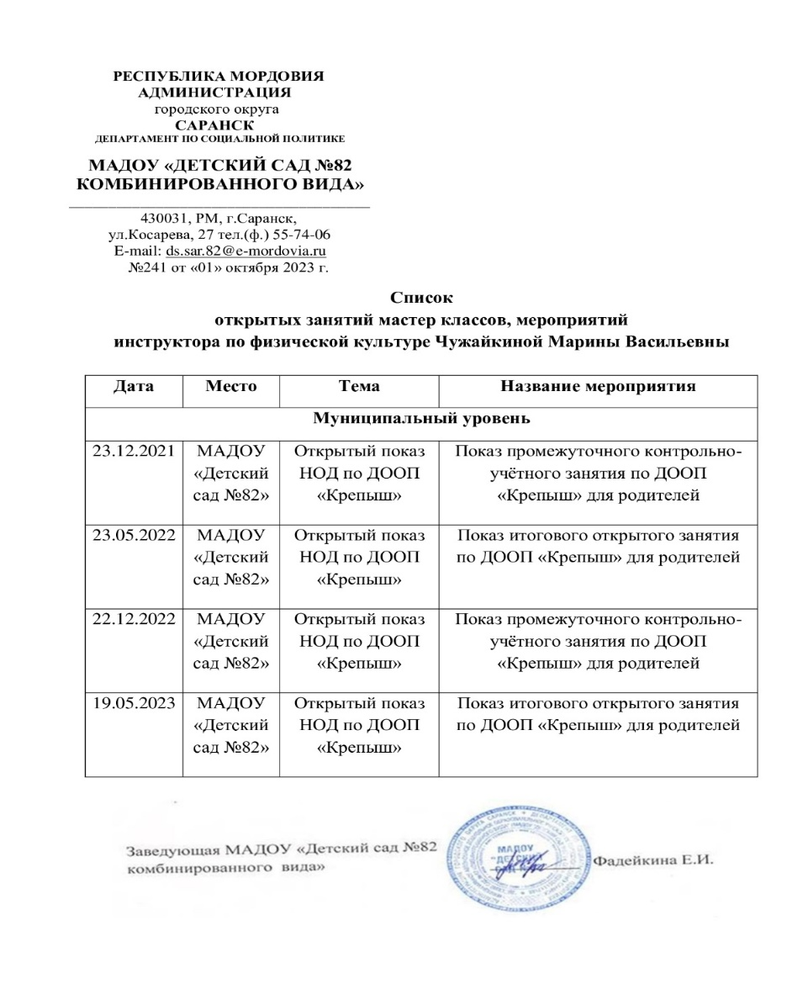 РЕСПУБЛИКА МОРДОВИЯ
АДМИНИСТРАЦИЯ
городского округа
САРАНСК
ДЕПАРТАМЕНТ ПО СОЦИАЛЬНОЙ ПОЛИТИКЕ
МАДОУ «ДЕТСКИЙ САД №82
КОМБИНИРОВАННОГО ВИДА»
430031, РМ, г.Саранск,
ул.Косарева, 27 тел.(ф.) 55-74-06
E-mail: ds.sar.82@e-mordovia.ru
№241 от «01» октября 2023 г.
Список
открытых занятий мастер классов, мероприятий
инструктора по физической культуре Чужайкиной Марины Васильевны
Дата Место Тема Название мероприятия
Муниципальный уровень
23.12.2021 МАДОУ Открытый показ Показ промежуточного контрольно-
«Детский НОД по ДООП учётного занятия по ДООП
сад №82» «Крепыш» «Крепыш» для родителей
23.05.2022 МАДОУ Открытый показ Показ итогового открытого занятия
«Детский НОД по ДООП по ДООП «Крепыш» для родителей
сад №82» «Крепыш»
22.12.2022 МАДОУ Открытый показ Показ промежуточного контрольно-
«Детский НОД по ДООП учётного занятия по ДООП
сад №82» «Крепыш» «Крепыш» для родителей
19.05.2023 МАДОУ Открытый показ Показ итогового открытого занятия
«Детский НОД по ДООП по ДООП «Крепыш» для родителей
сад №82» «Крепыш»
Заведующая МАДОУ «Детский сад №82
комбинированного вида»
МАДОУ
"ДЕТСКИЙ
Фадейкина Е.И.